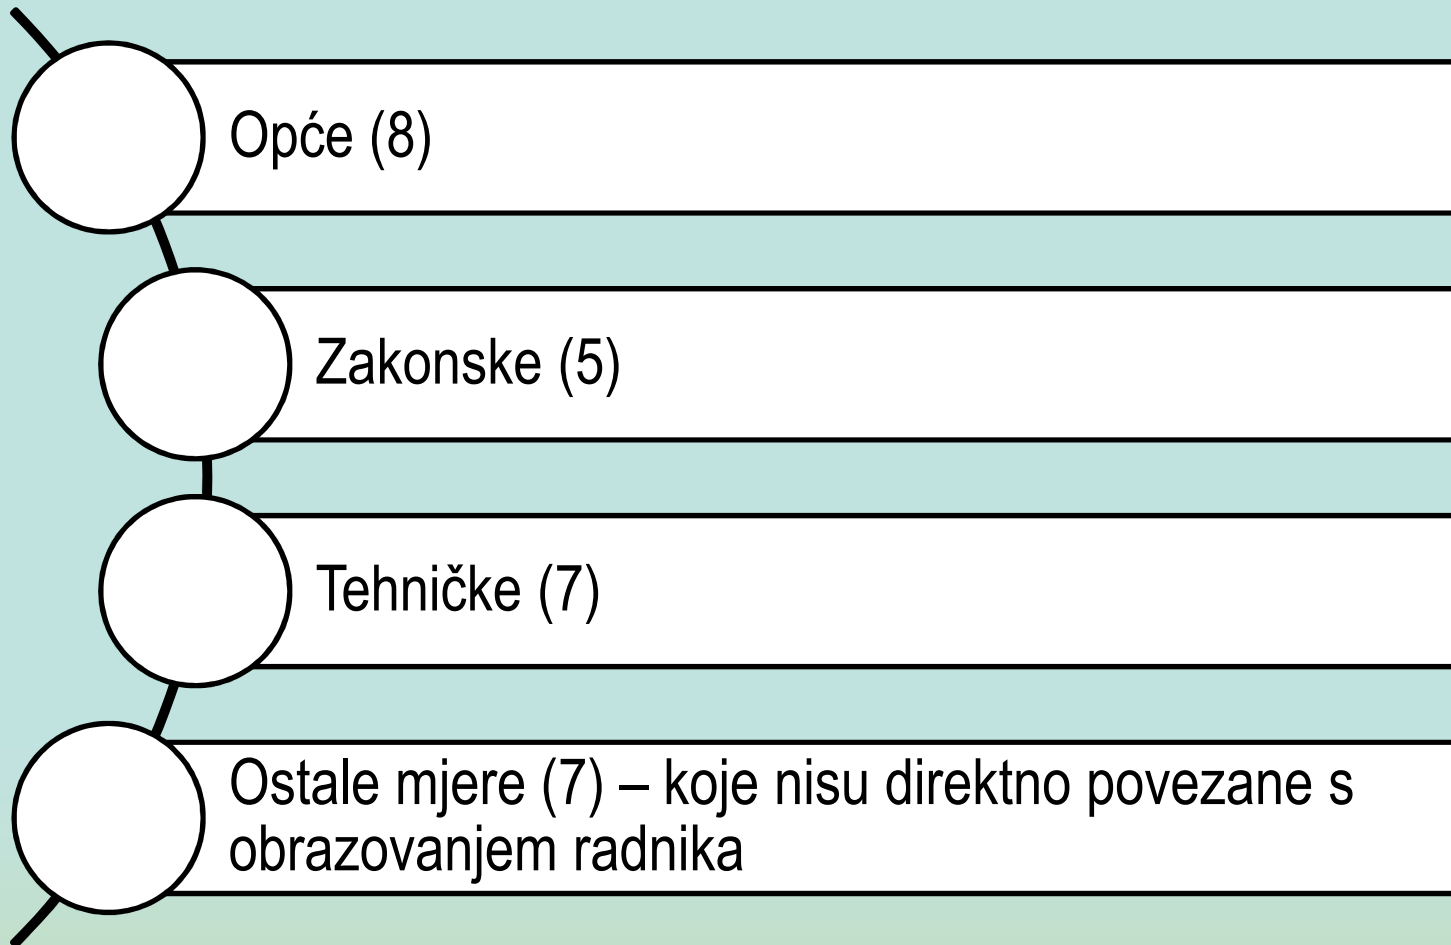 Opće (8)
Zakonske (5)
Tehničke (7)
Ostale mjere (7) – koje nisu direktno povezane s
obrazovanjem radnika